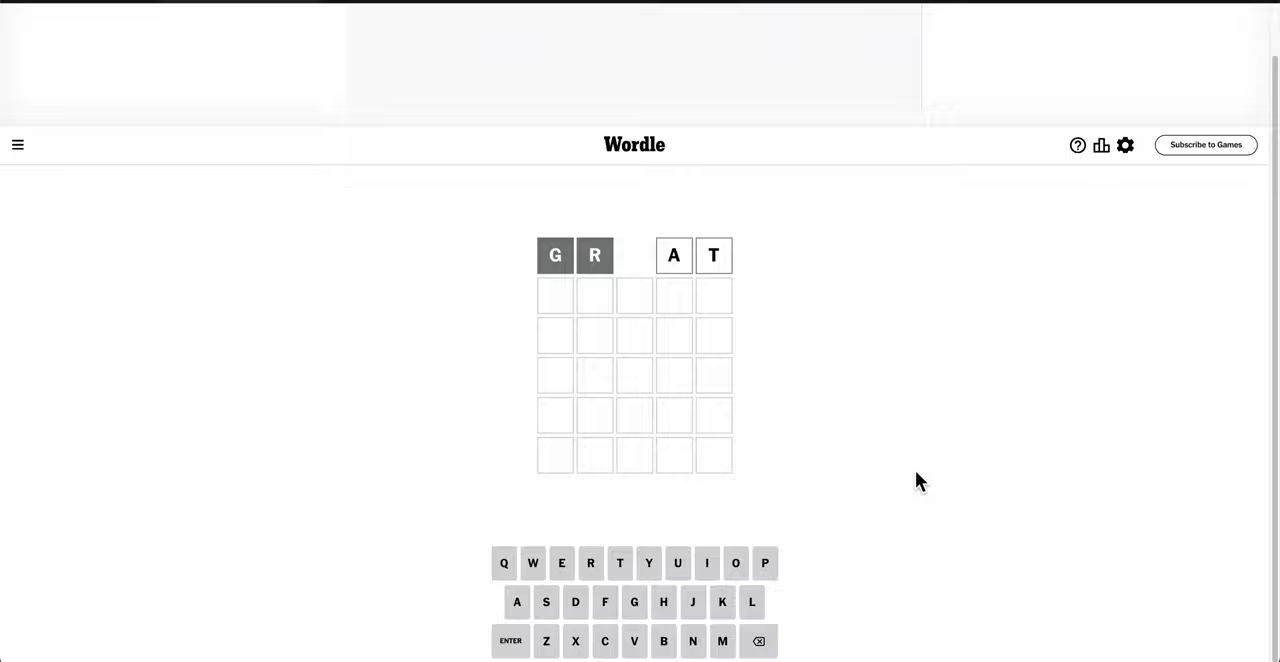 Wordle
Subscribe to Games
G R A T
Q W E R T Y U I O P
A S D F G H J K L
ENTER Z X C V B N M